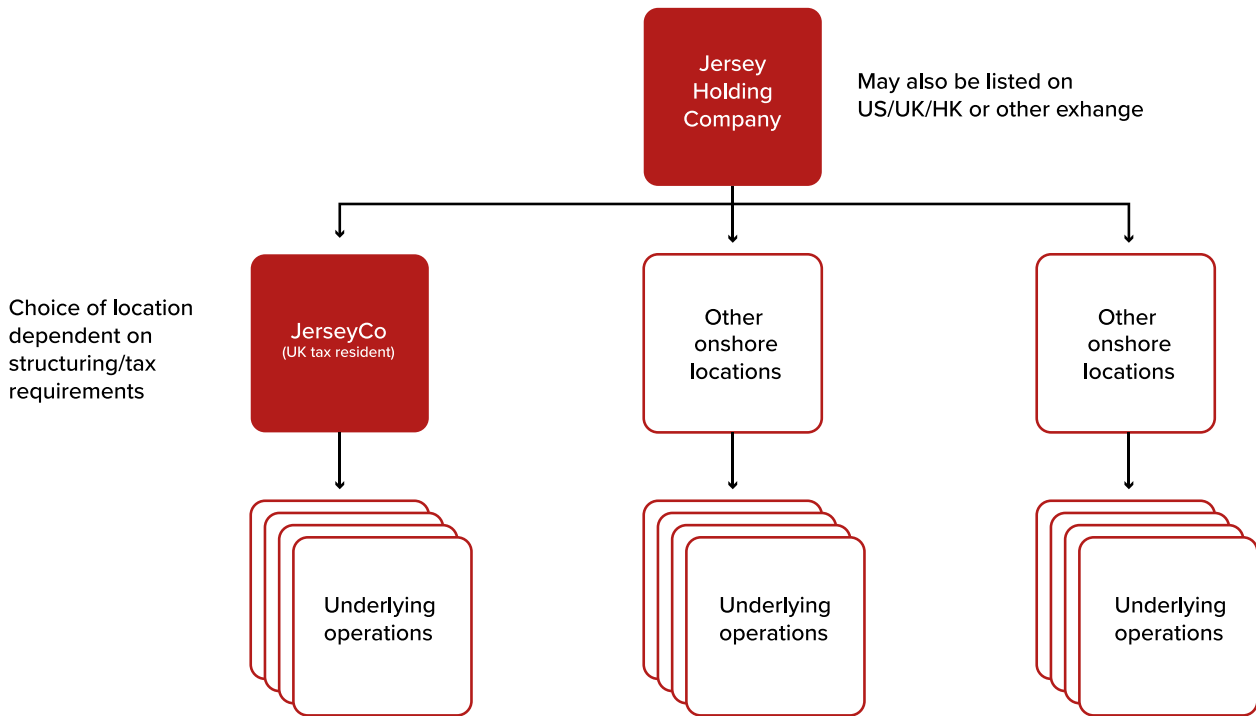 Jersey
Holding
Company
May also be listed on
US/UK/HK or other exhange
Choice of location
dependent on
structuring/tax
requirements
JerseyCo
(UK tax resident)
Other
onshore
locations
Other
onshore
locations
Underlying
operations
Underlying
operations
Underlying
operations